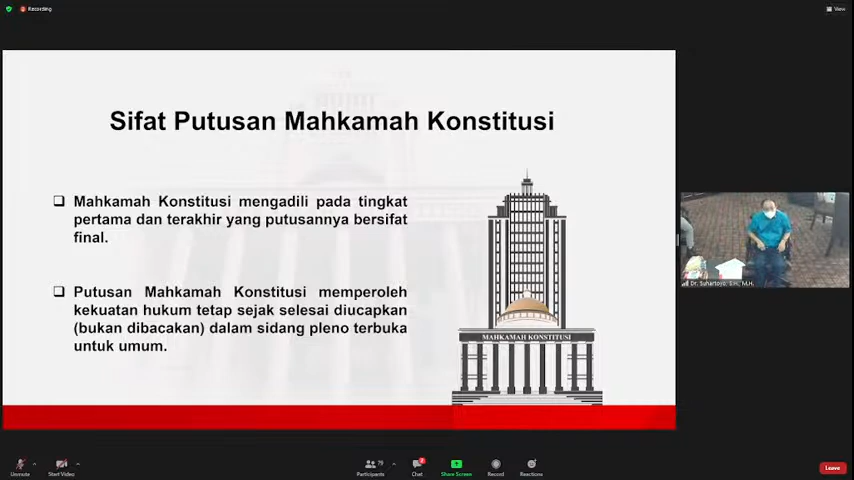 Recording
View
Sifat Putusan Mahkamah Konstitusi
Mahkamah Konstitusi mengadili pada tingkat
pertama dan terakhir yang putusannya bersifat
final.
Putusan Mahkamah Konstitusi memperoleh
kekuatan hukum tetap sejak selesai diucapkan
(bukan dibacakan) dalam sidang pleno terbuka
untuk umum.
MAHKAMAH KONSTITUSI
Dr. Suhartoyo, S.H., M.H.
Unmute
Start Video
Participants
79
Chat
2
Share Screen
Record
Reactions
Leave